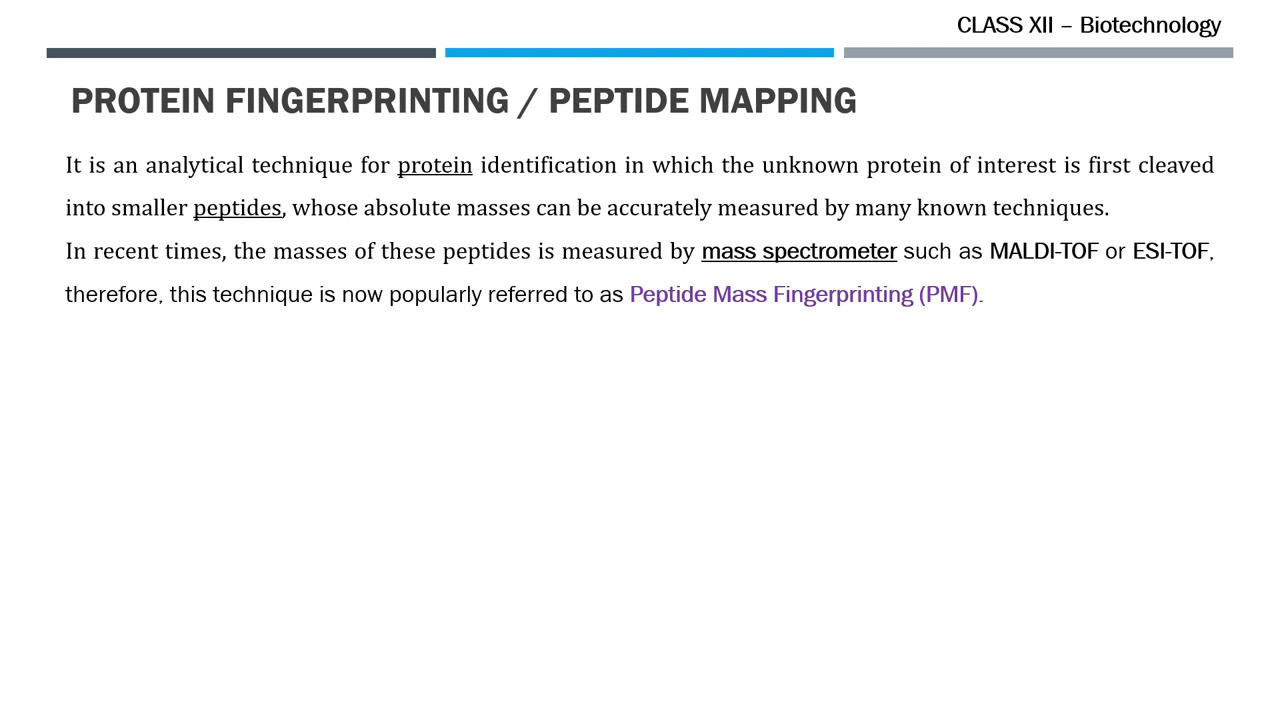 CLASS XII – Biotechnology
PROTEIN FINGERPRINTING / PEPTIDE MAPPING
It is an analytical technique for protein identification in which the unknown protein of interest is first cleaved
into smaller peptides, whose absolute masses can be accurately measured by many known techniques.
In recent times, the masses of these peptides is measured by mass spectrometer such as MALDI-TOF or ESI-TOF,
therefore, this technique is now popularly referred to as Peptide Mass Fingerprinting (PMF).